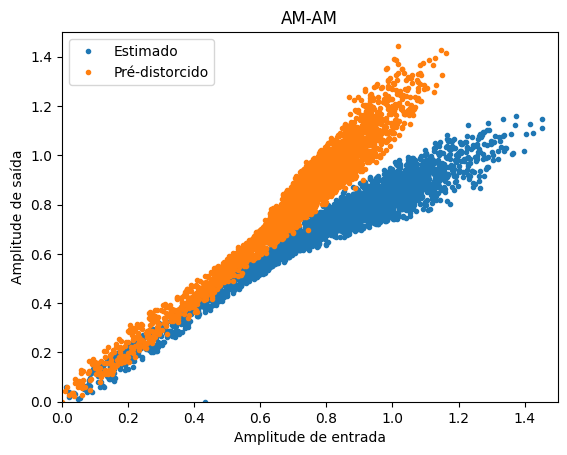 AM-AM
Estimado
Pré-distorcido
Amplitude de saída
1.4
1.2
1.0
0.8
0.6
0.4
0.2
0.0
0.0 0.2 0.4 0.6 0.8 1.0 1.2 1.4
Amplitude de entrada